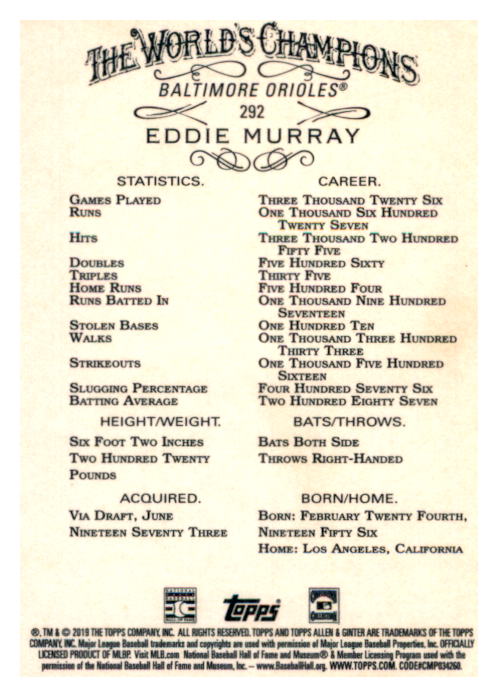 THE WORLD'S CHAMPIONS
BALTIMORE ORIOLES®
292
EDDIE MURRAY
STATISTICS. CAREER.
GAMES PLAYED THREE THOUSAND TWENTY SIX
RUNS ONE THOUSAND SIX HUNDRED
TWENTY SEVEN
HITS THREE THOUSAND TWO HUNDRED
FIFTY FIVE
DOUBLES FIVE HUNDRED SIXTY
TRIPLES THIRTY FIVE
HOME RUNS FIVE HUNDRED FOUR
RUNS BATTED IN ONE THOUSAND NINE HUNDRED
SEVENTEEN
STOLEN BASES ONE HUNDRED TEN
WALKS ONE THOUSAND THREE HUNDRED
THIRTY THREE
STRIKEOUTS ONE THOUSAND FIVE HUNDRED
SIXTEEN
SLUGGING PERCENTAGE FOUR HUNDRED SEVENTY SIX
BATTING AVERAGE TWO HUNDRED EIGHTY SEVEN
HEIGHT/WEIGHT. BATS/THROWS.
SIX FOOT TWO INCHES BATS BOTH SIDE
TWO HUNDRED TWENTY THROWS RIGHT-HANDED
POUNDS
ACQUIRED. BORN/HOME.
VIA DRAFT, JUNE BORN: FEBRUARY TWENTY FOURTH,
NINETEEN SEVENTY THREE NINETEEN FIFTY SIX
HOME: LOS ANGELES, CALIFORNIA
NATIONAL BASEBALL HALL OF FAME Topps
®, TM & © 2019 THE TOPPS COMPANY, INC. ALL RIGHTS RESERVED. TOPPS AND TOPPS ALLEN & GINTER ARE TRADEMARKS OF THE TOPPS
COMPANY, INC. Major League Baseball trademarks and copyrights are used with permission of Major League Baseball Properties, Inc. OFFICIALLY
LICENSED PRODUCT OF MLBP. Visit MLB.com National Baseball Hall of Fame and Museum® & Member Licensing Program used with the
permission of the National Baseball Hall of Fame and Museum, Inc. – www.BaseballHall.org. WWW.TOPPS.COM. CODE#CMP034260.